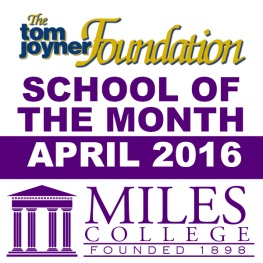 The
tom
joyner
Foundation
SCHOOL OF
THE MONTH
APRIL 2016
MILES
COLLEGE
FOUNDED 1898